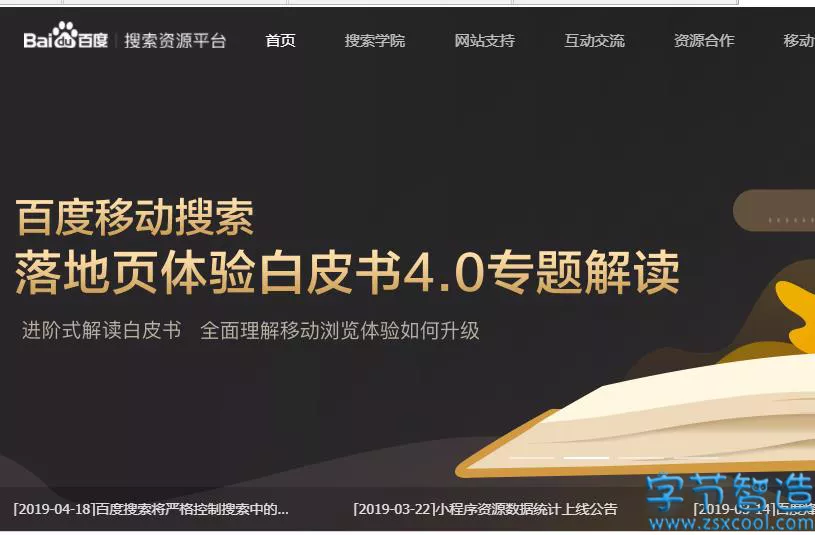 Bai du 百度 搜索资源平台 首页 搜索学院 网站支持 互动交流 资源合作 移动
百度移动搜索
落地页体验白皮书4.0专题解读
进阶式解读白皮书 全面理解移动浏览体验如何升级
[2019-04-18]百度搜索将严格控制搜索中的... [2019-03-22]小程序资源数据统计上线公告 [2019-03-14]百度
字节智造
www.zsxcool.com